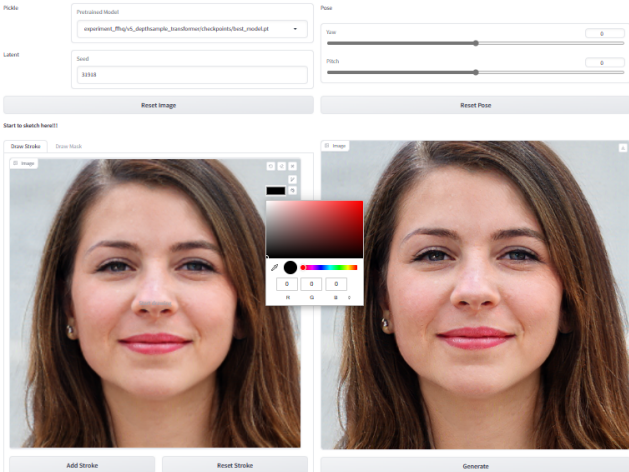 Pickle
Pretrained Model
experiment_ffhq/v5_depthsample_transformer/checkpoints/best_model.pt
Latent
Seed
Reset Image
Pose
Yaw
0
Pitch
0
Reset Pose
Start to sketch here!!!
Draw Stroke
Draw Mask
Image
0
0
0
R
G
B
Add Stroke
Reset Stroke
Image
Generate